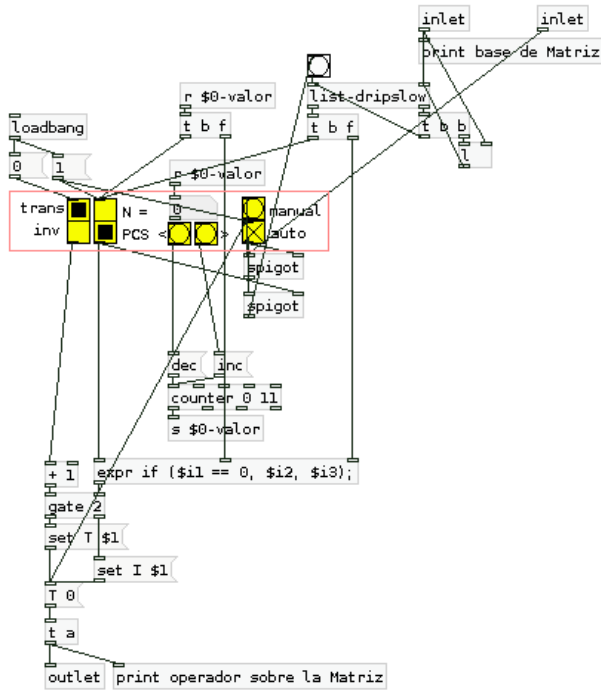 inlet
inlet
print base de Matriz
r $0-valor
list-dripslow
loadbang
t b f
t b f
t b b
l
0
1
r $0-valor
trans
N =
0
manual
inv
PCS < >
auto
spigot
spigot
dec
inc
counter 0 11
s $0-valor
+ 1
expr if ($i1 == 0, $i2, $i3);
gate 2
set T $1
set I $1
T 0
t a
outlet
print operador sobre la Matriz